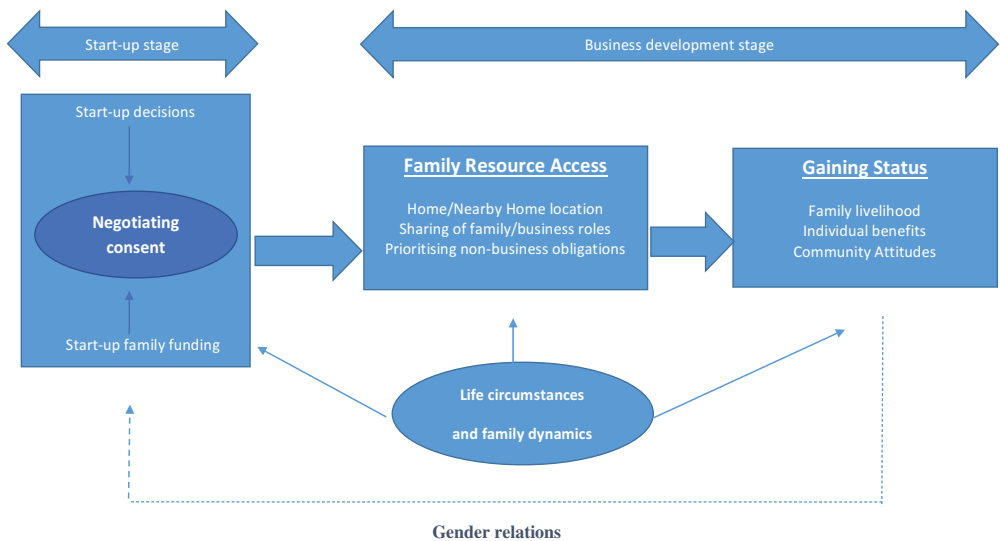 Start-up stage
Business development stage
Start-up decisions
Negotiating
consent
Start-up family funding
Family Resource Access
Home/Nearby Home location
Sharing of family/business roles
Prioritising non-business obligations
Gaining Status
Family livelihood
Individual benefits
Community Attitudes
Life circumstances
and family dynamics
Gender relations